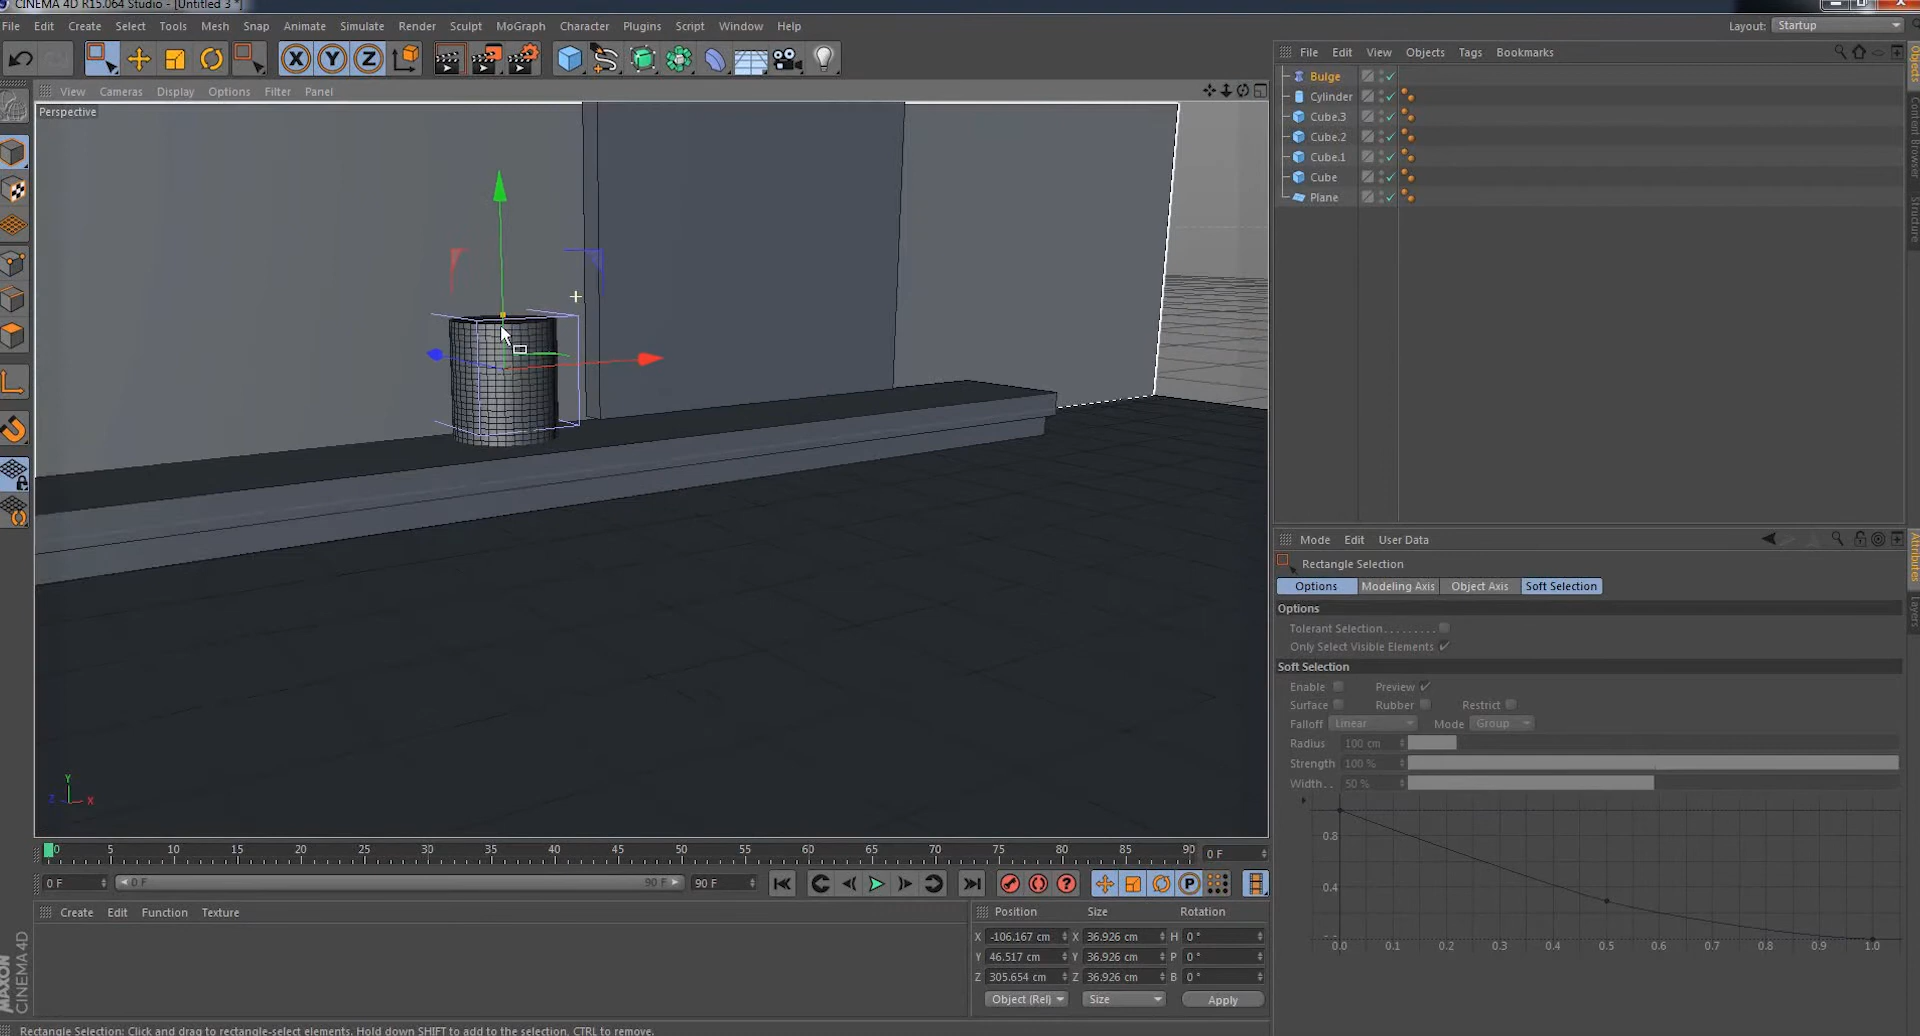 CINEMA 4D R15.064 Studio - [Untitled 3 *]
File Edit Create Select Tools Mesh Snap Animate Simulate Render Sculpt MoGraph Character Plugins Script Window Help
Layout: Startup
X Y Z
View Cameras Display Options Filter Panel
Perspective
Y
Z X
0 5 10 15 20 25 30 35 40 45 50 55 60 65 70 75 80 85 90
0 F
0 F 0 F 90 F 90 F
P
Create Edit Function Texture
MAXON
CINEMA 4D
Position Size Rotation
X -106.167 cm X 36.926 cm H 0 °
Y 46.517 cm Y 36.926 cm P 0 °
Z 305.654 cm Z 36.926 cm B 0 °
Object (Rel) Size Apply
Rectangle Selection: Click and drag to rectangle-select elements. Hold down SHIFT to add to the selection, CTRL to remove.
File Edit View Objects Tags Bookmarks
Bulge
Cylinder
Cube.3
Cube.2
Cube.1
Cube
Plane
Objects
Content Browser
Structure
Mode Edit User Data
Rectangle Selection
Options Modeling Axis Object Axis Soft Selection
Options
Tolerant Selection........
Only Select Visible Elements
Soft Selection
Enable Preview
Surface Rubber Restrict
Falloff Linear Mode Group
Radius 100 cm
Strength 100 %
Width.. 50 %
0.8
0.4
0.0 0.1 0.2 0.3 0.4 0.5 0.6 0.7 0.8 0.9 1.0
Attributes
Layers